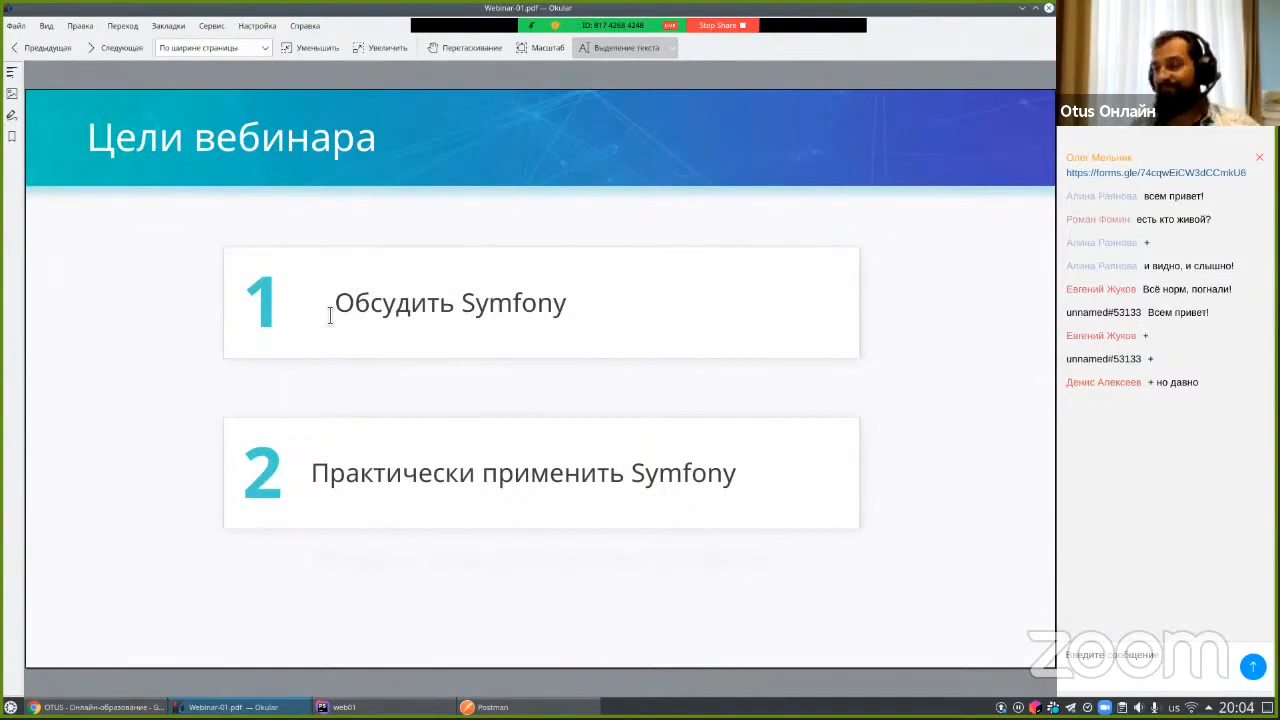 Webinar-01.pdf — Okular
Файл Вид Правка Переход Закладки Сервис Настройка Справка
ID: 817 4268 4248 LIVE Stop Share
Предыдущая Следующая По ширине страницы Уменьшить Увеличить Перетаскивание Масштаб Выделение текста
Цели вебинара
1 Обсудить Symfony
2 Практически применить Symfony
Otus Онлайн
Олег Мельник
https://forms.gle/74cqwEiCW3dCCmkU6
Алина Раянова всем привет!
Роман Фомин есть кто живой?
Алина Раянова +
Алина Раянова и видно, и слышно!
Евгений Жуков Всё норм, погнали!
unnamed#53133 Всем привет!
Евгений Жуков +
unnamed#53133 +
Денис Алексеев + но давно
Введите сообщение
zoom
OTUS - Онлайн-образование - G... Webinar-01.pdf — Okular web01 Postman
us 20:04